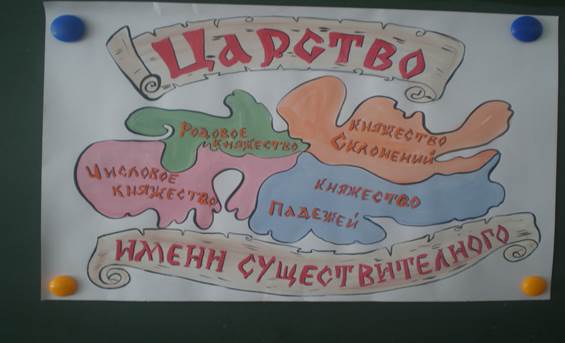 Царство
Родовое
княжество
княжество
Склонений
Числовое
княжество
княжество
Падежей
имени существителного